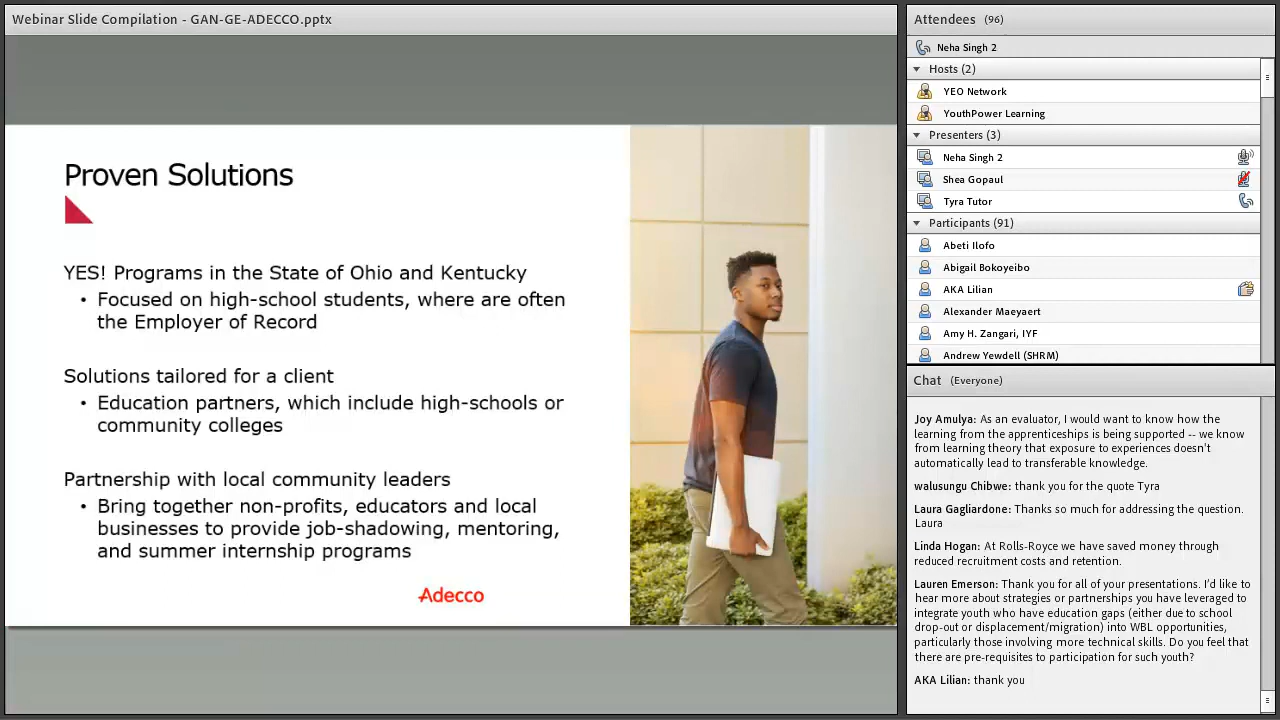 Webinar Slide Compilation - GAN-GE-ADECCO.pptx
Proven Solutions
YES! Programs in the State of Ohio and Kentucky
• Focused on high-school students, where are often
the Employer of Record
Solutions tailored for a client
• Education partners, which include high-schools or
community colleges
Partnership with local community leaders
• Bring together non-profits, educators and local
businesses to provide job-shadowing, mentoring,
and summer internship programs
Adecco
Attendees (96)
Neha Singh 2
Hosts (2)
YEO Network
YouthPower Learning
Presenters (3)
Neha Singh 2
Shea Gopaul
Tyra Tutor
Participants (91)
Abeti Ilofo
Abigail Bokoyeibo
AKA Lilian
Alexander Maeyaert
Amy H. Zangari, IYF
Andrew Yewdell (SHRM)
Chat (Everyone)
Joy Amulya: As an evaluator, I would want to know how the
learning from the apprenticeships is being supported -- we know
from learning theory that exposure to experiences doesn't
automatically lead to transferable knowledge.
walusungu Chibwe: thank you for the quote Tyra
Laura Gagliardone: Thanks so much for addressing the question.
Laura
Linda Hogan: At Rolls-Royce we have saved money through
reduced recruitment costs and retention.
Lauren Emerson: Thank you for all of your presentations. I'd like to
hear more about strategies or partnerships you have leveraged to
integrate youth who have education gaps (either due to school
drop-out or displacement/migration) into WBL opportunities,
particularly those involving more technical skills. Do you feel that
there are pre-requisites to participation for such youth?
AKA Lilian: thank you